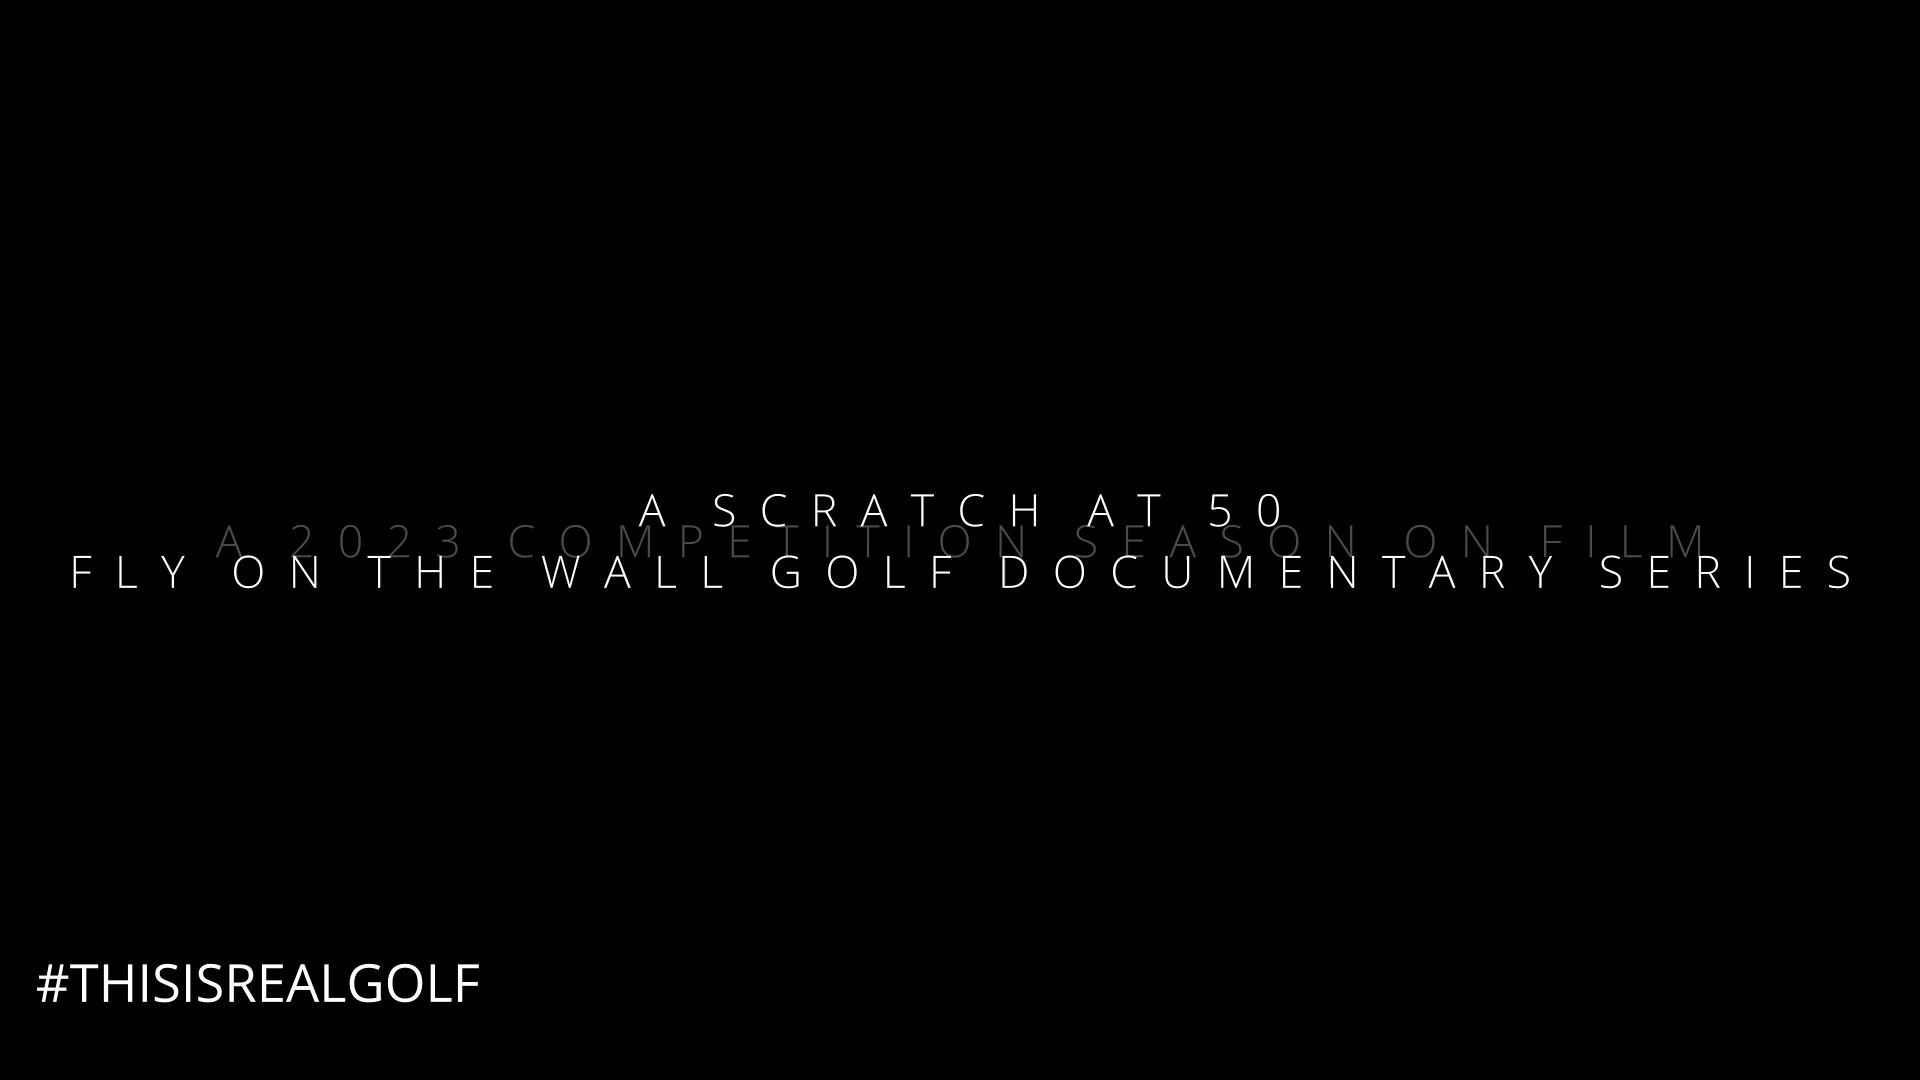 A SCRATCH AT 50
A 2023 COMPETITION SEASON ON FILM
FLY ON THE WALL GOLF DOCUMENTARY SERIES
#THISISREALGOLF